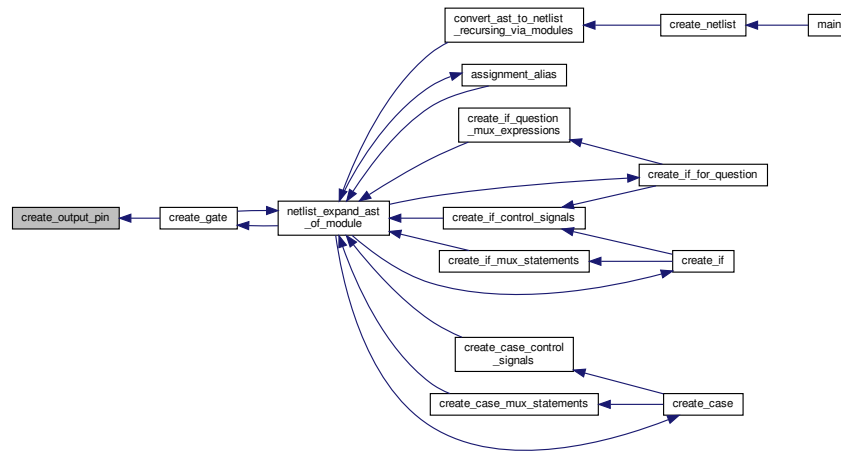 convert_ast_to_netlist
_recursing_via_modules
create_netlist
main
assignment_alias
create_if_question
_mux_expressions
create_if_for_question
create_output_pin
create_gate
netlist_expand_ast
_of_module
create_if_control_signals
create_if_mux_statements
create_if
create_case_control
_signals
create_case_mux_statements
create_case